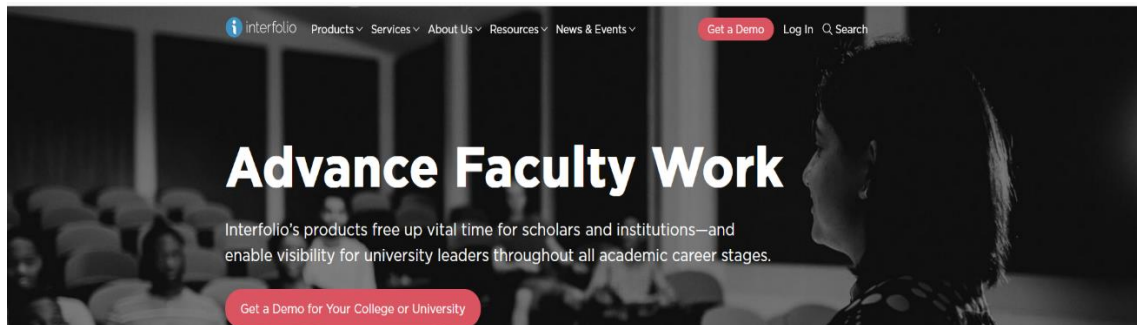 interfolio Products Services About Us Resources News & Events Get a Demo Log In Search
Advance Faculty Work
Interfolio's products free up vital time for scholars and institutions—and
enable visibility for university leaders throughout all academic career stages.
Get a Demo for Your College or University